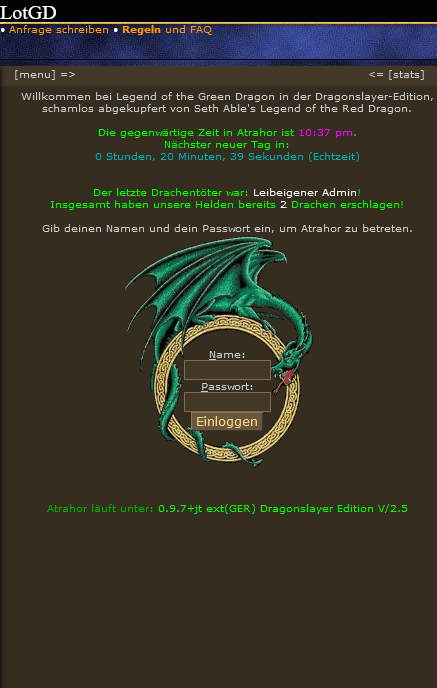 LotGD
• Anfrage schreiben • Regeln und FAQ
[menu] => <= [stats]
Willkommen bei Legend of the Green Dragon in der Dragonslayer-Edition,
schamlos abgekupfert von Seth Able's Legend of the Red Dragon.
Die gegenwärtige Zeit in Atrahor ist 10:37 pm.
Nächster neuer Tag in:
0 Stunden, 20 Minuten, 39 Sekunden (Echtzeit)
Der letzte Drachentöter war: Leibeigener Admin!
Insgesamt haben unsere Helden bereits 2 Drachen erschlagen!
Gib deinen Namen und dein Passwort ein, um Atrahor zu betreten.
Name:
Passwort:
Einloggen
Atrahor läuft unter: 0.9.7+jt ext(GER) Dragonslayer Edition V/2.5